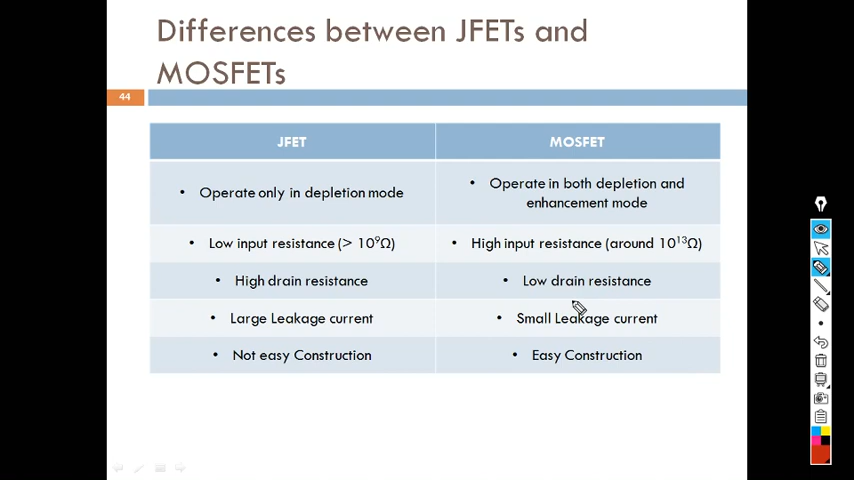 Differences between JFETs and
MOSFETs
44
JFET
MOSFET
• Operate only in depletion mode
• Operate in both depletion and
enhancement mode
• Low input resistance (> 10⁹Ω)
• High input resistance (around 10¹³Ω)
• High drain resistance
• Low drain resistance
• Large Leakage current
• Small Leakage current
• Not easy Construction
• Easy Construction